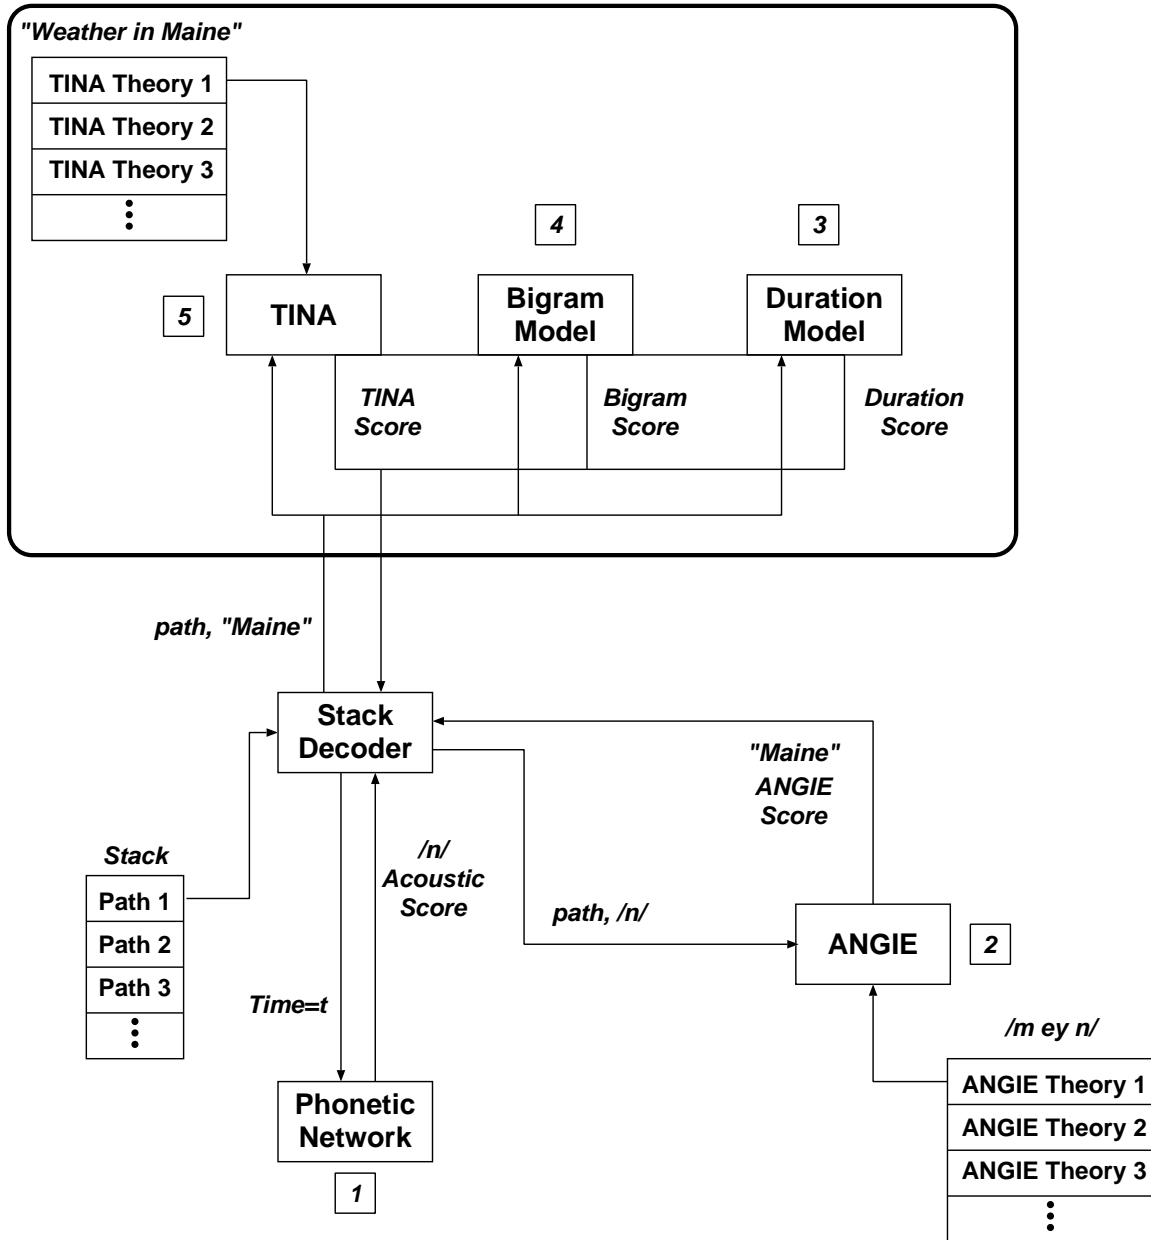 "Weather in Maine"
TINA Theory 1
TINA Theory 2
TINA Theory 3
4
3
5
TINA
Bigram
Model
Duration
Model
TINA
Score
Bigram
Score
Duration
Score
path, "Maine"
Stack
Decoder
"Maine"
ANGIE
Score
/n/
Acoustic
Score
Stack
Path 1
Path 2
Path 3
path, /n/
ANGIE
2
Time=t
/m ey n/
Phonetic
Network
1
ANGIE Theory 1
ANGIE Theory 2
ANGIE Theory 3